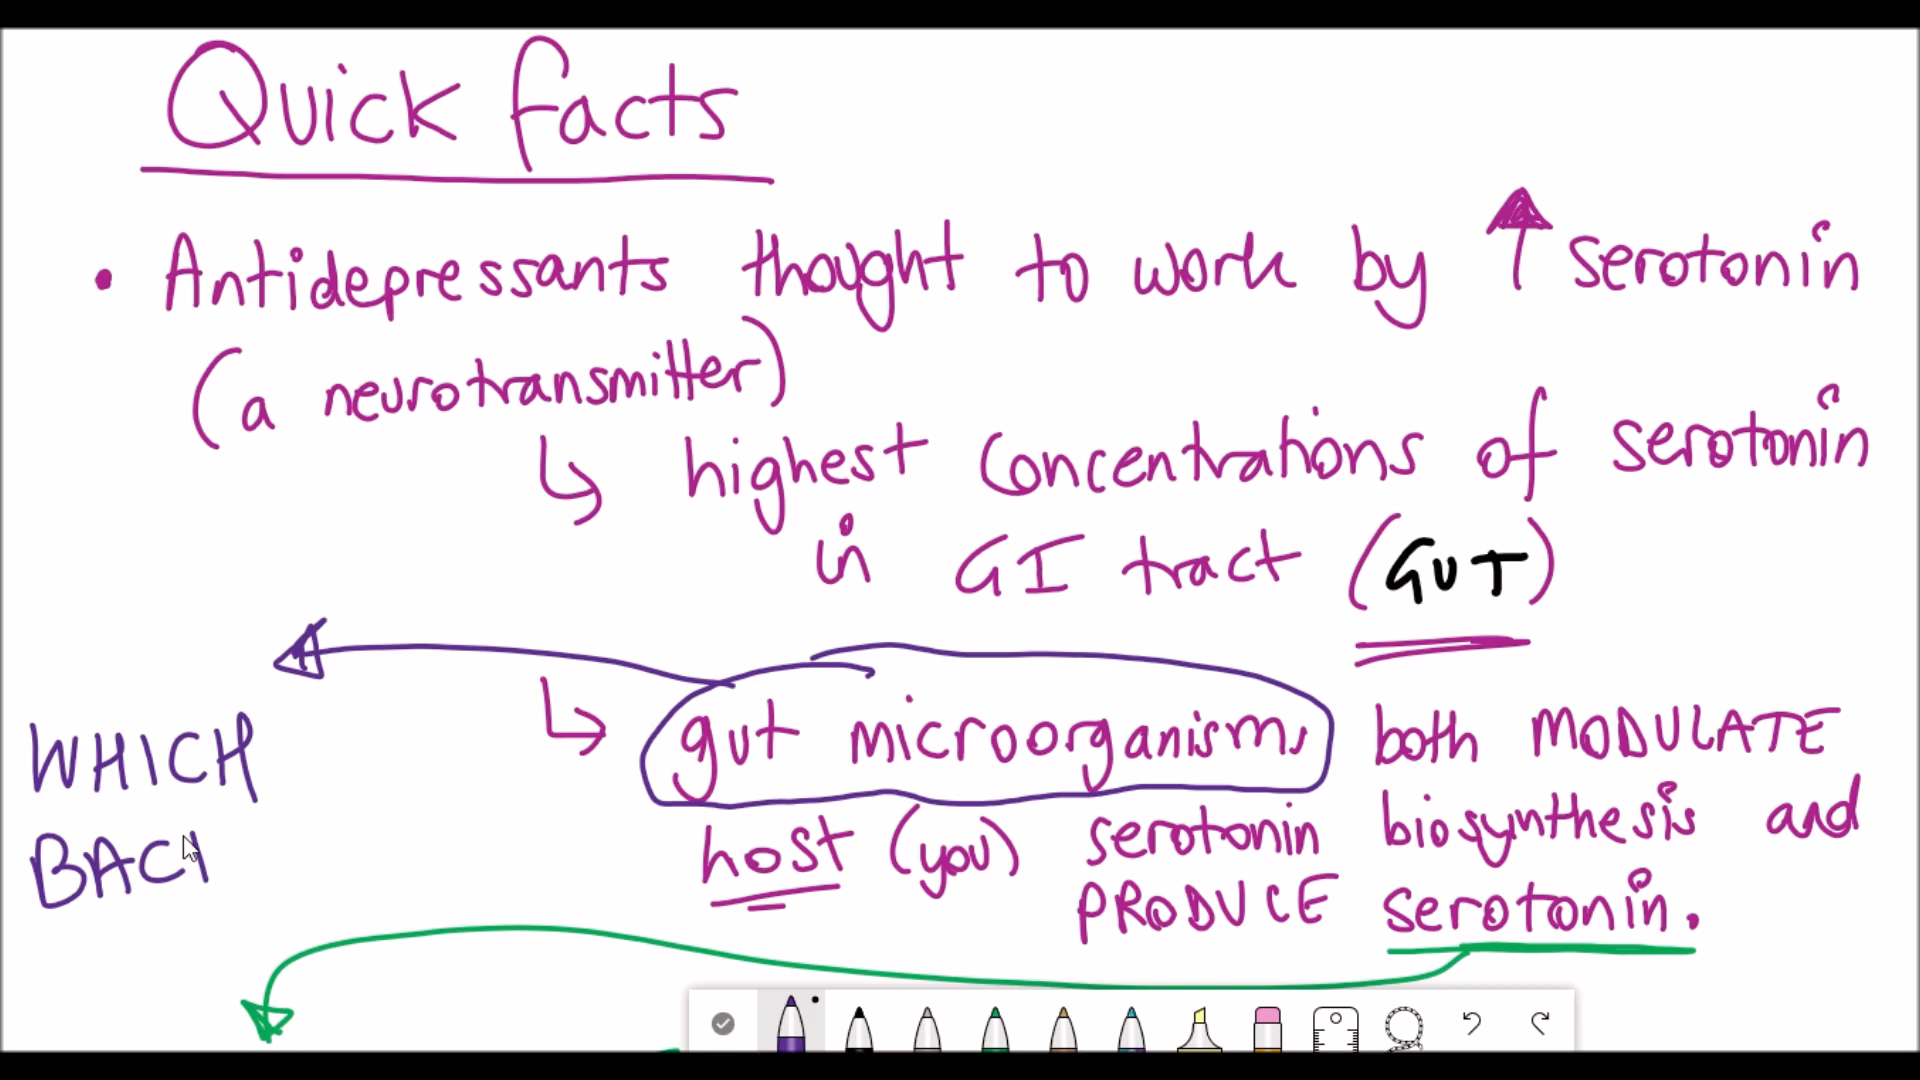 Quick facts
• Antidepressants thought to work by ↑ serotonin
(a neurotransmitter)
↳ highest concentrations of serotonin
in GI tract (GUT)
↳ gut microorganisms both MODULATE
host (you) serotonin biosynthesis and
PRODUCE serotonin.
WHICH
BACT